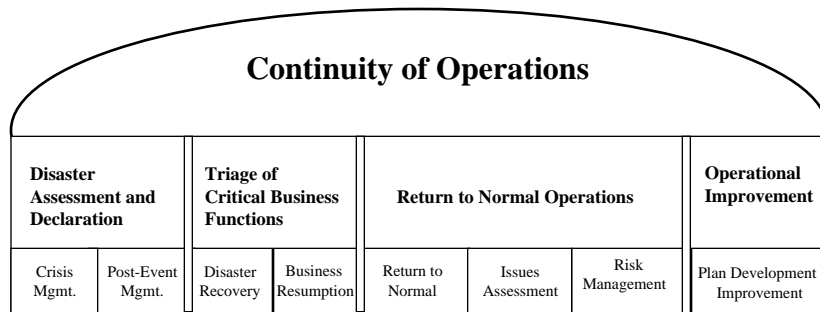 Continuity of Operations
Disaster
Assessment and
Declaration
Triage of
Critical Business
Functions
Return to Normal Operations
Operational
Improvement
Crisis
Mgmt.
Post-Event
Mgmt.
Disaster
Recovery
Business
Resumption
Return to
Normal
Issues
Assessment
Risk
Management
Plan Development
Improvement